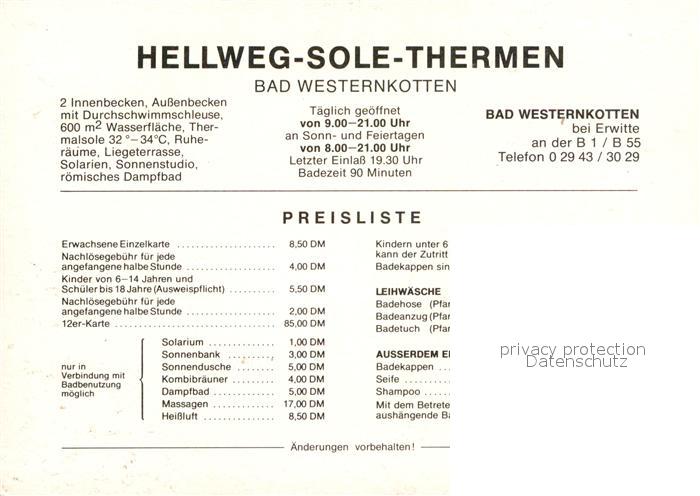 HELLWEG-SOLE-THERMEN
BAD WESTERNKOTTEN
2 Innenbecken, Außenbecken
mit Durchschwimmschleuse,
600 m2 Wasserfläche, Ther-
malsole 32°–34°C, Ruhe-
räume, Liegeterrasse,
Solarien, Sonnenstudio,
römisches Dampfbad
Täglich geöffnet
von 9.00–21.00 Uhr
an Sonn- und Feiertagen
von 8.00–21.00 Uhr
Letzter Einlaß 19.30 Uhr
Badezeit 90 Minuten
BAD WESTERNKOTTEN
bei Erwitte
an der B 1 / B 55
Telefon 0 29 43 / 30 29
PREISLISTE
Erwachsene Einzelkarte .................... 8,50 DM
Nachlösegebühr für jede
angefangene halbe Stunde .................. 4,00 DM
Kinder von 6–14 Jahren und
Schüler bis 18 Jahre (Ausweispflicht) .......... 5,50 DM
Nachlösegebühr für jede
angefangene halbe Stunde .................. 2,00 DM
12er-Karte ................................. 85,00 DM
nur in
Verbindung mit
Badbenutzung
möglich
Solarium .............. 1,00 DM
Sonnenbank .......... 3,00 DM
Sonnendusche ....... 5,00 DM
Kombibräuner ........ 4,00 DM
Dampfbad ............ 5,00 DM
Massagen ............ 17,00 DM
Heißluft ............... 8,50 DM
Kindern unter 6
kann der Zutritt
Badekappen sin
LEIHWÄSCHE
Badehose (Pfar
Badeanzug (Pfar
Badetuch (Pfar
AUSSERDEM E
Badekappen ...
Seife ...
Shampoo ...
Mit dem Betrete
aushängende Ba
Änderungen vorbehalten!
privacy protection
Datenschutz